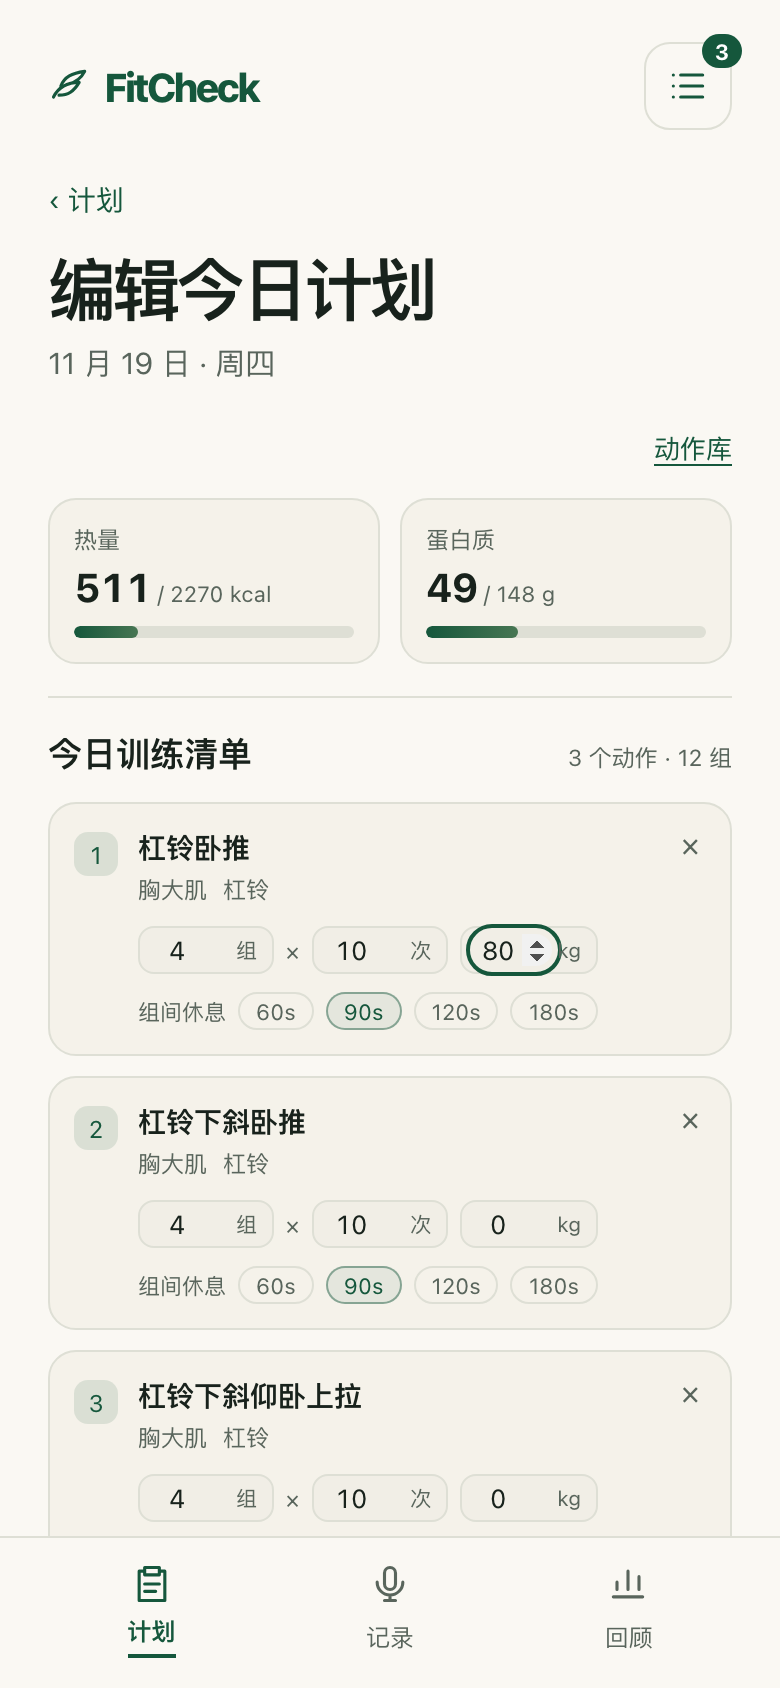 FitCheck
3
‹ 计划
编辑今日计划
11 月 19 日 · 周四
动作库
热量
511 / 2270 kcal
蛋白质
49 / 148 g
今日训练清单
3 个动作 · 12 组
1
杠铃卧推
×
胸大肌 杠铃
4 组 × 10 次 80 kg
组间休息 60s 90s 120s 180s
2
杠铃下斜卧推
×
胸大肌 杠铃
4 组 × 10 次 0 kg
组间休息 60s 90s 120s 180s
3
杠铃下斜仰卧上拉
×
胸大肌 杠铃
4 组 × 10 次 0 kg
计划
记录
回顾